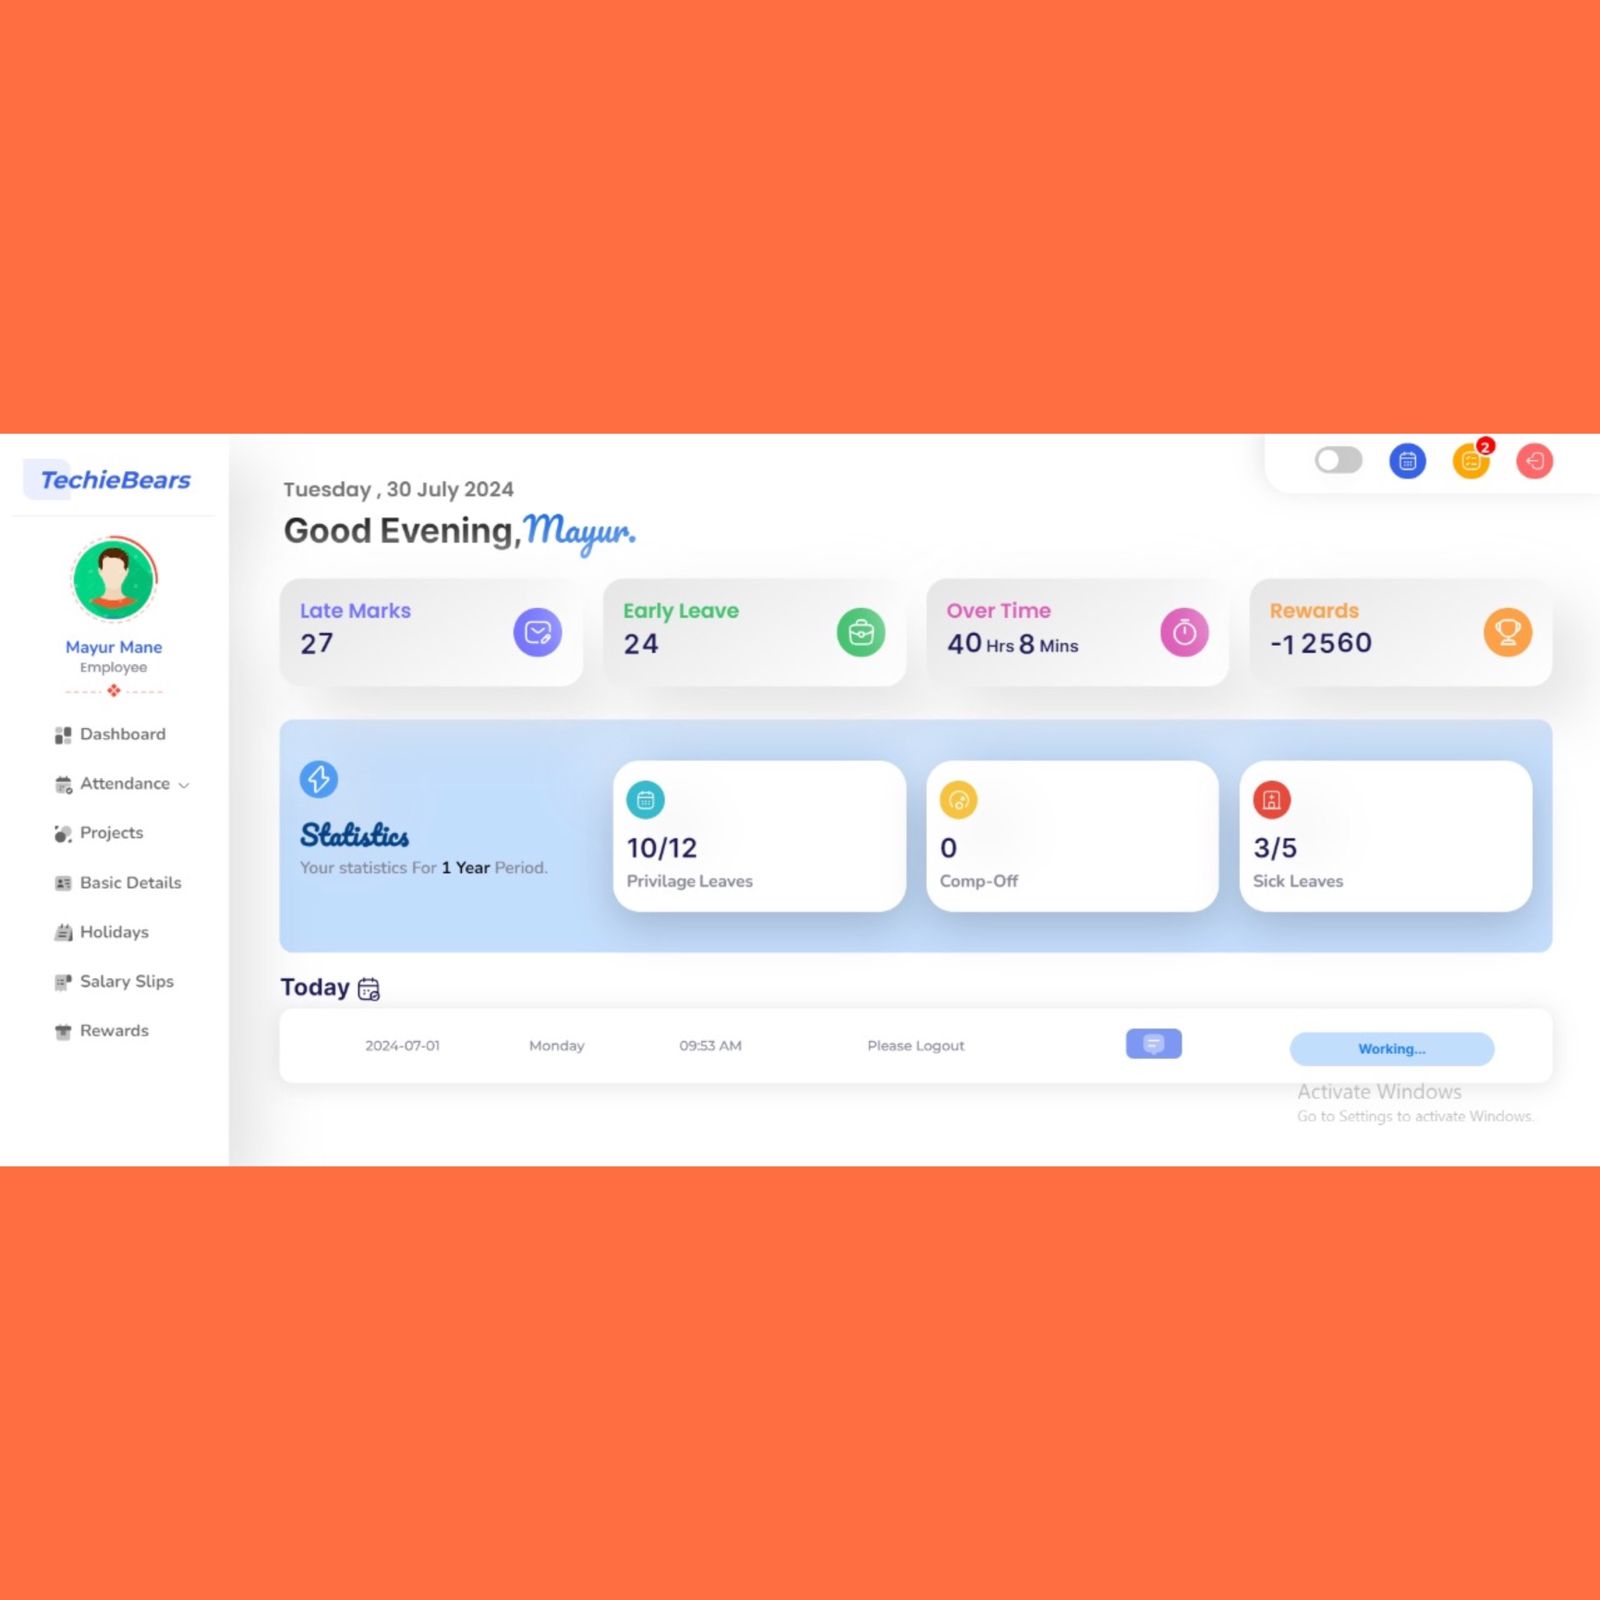 TechieBears
Mayur Mane
Employee
Dashboard
Attendance
Projects
Basic Details
Holidays
Salary Slips
Rewards
2
Tuesday , 30 July 2024
Good Evening,Mayur.
Late Marks
27
Early Leave
24
Over Time
40 Hrs 8 Mins
Rewards
-12560
Statistics
Your statistics For 1 Year Period.
10/12
Privilage Leaves
0
Comp-Off
3/5
Sick Leaves
Today
2024-07-01 Monday 09:53 AM Please Logout Working...
Activate Windows
Go to Settings to activate Windows.